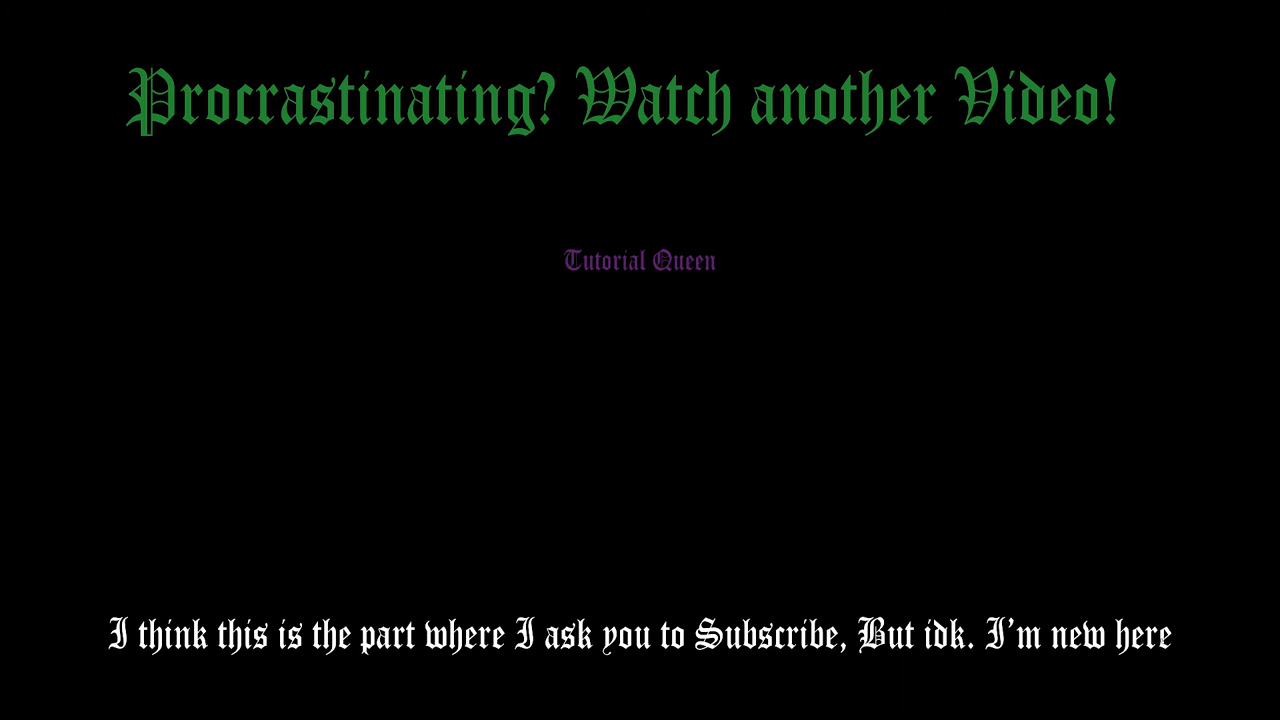 Procrastinating? Watch another Video!
Tutorial Queen
I think this is the part where I ask you to Subscribe, But idk. I'm new here